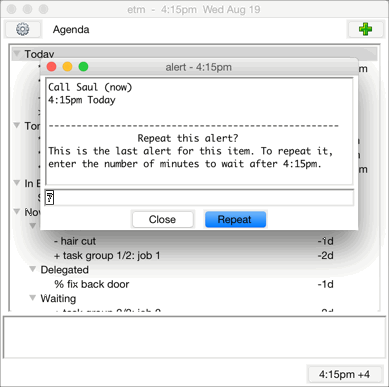 etm - 4:15pm Wed Aug 19
Agenda
Today
alert - 4:15pm
Call Saul (now)
4:15pm Today
--------------------------------------------------
Repeat this alert?
This is the last alert for this item. To repeat it,
enter the number of minutes to wait after 4:15pm.
Close Repeat
- hair cut -1d
+ task group 1/2: job 1 -2d
Delegated
% fix back door -1d
Waiting
4:15pm +4